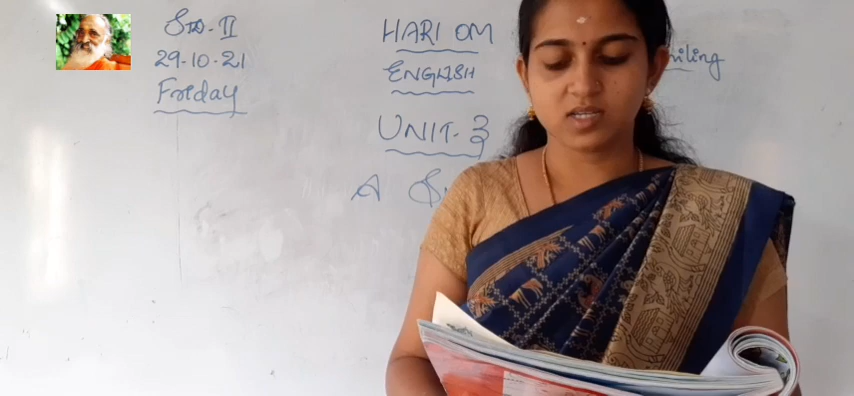 STD. II
29.10.21
Friday
HARI OM
ENGLISH
UNIT-3
A